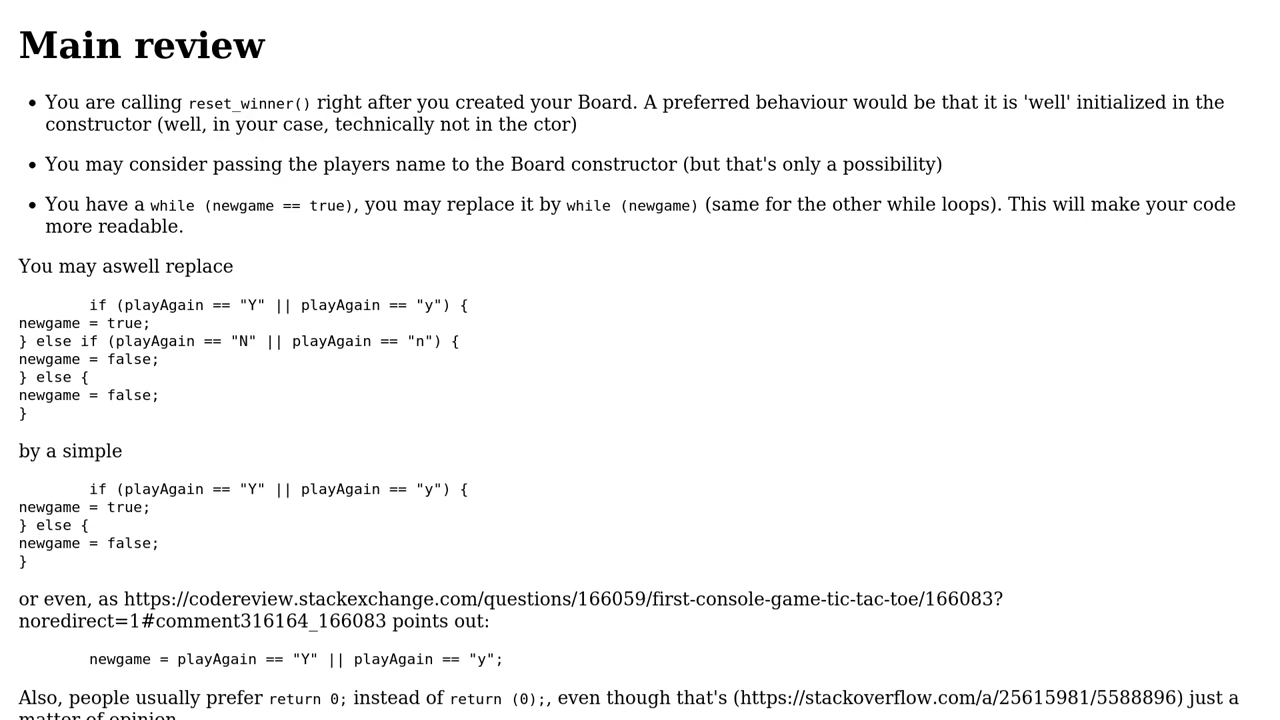 Main review
• You are calling reset_winner() right after you created your Board. A preferred behaviour would be that it is 'well' initialized in the
constructor (well, in your case, technically not in the ctor)
• You may consider passing the players name to the Board constructor (but that's only a possibility)
• You have a while (newgame == true), you may replace it by while (newgame) (same for the other while loops). This will make your code
more readable.
You may aswell replace
        if (playAgain == "Y" || playAgain == "y") {
newgame = true;
} else if (playAgain == "N" || playAgain == "n") {
newgame = false;
} else {
newgame = false;
}
by a simple
        if (playAgain == "Y" || playAgain == "y") {
newgame = true;
} else {
newgame = false;
}
or even, as https://codereview.stackexchange.com/questions/166059/first-console-game-tic-tac-toe/166083?
noredirect=1#comment316164_166083 points out:
        newgame = playAgain == "Y" || playAgain == "y";
Also, people usually prefer return 0; instead of return (0);, even though that's (https://stackoverflow.com/a/25615981/5588896) just a
matter of opinion